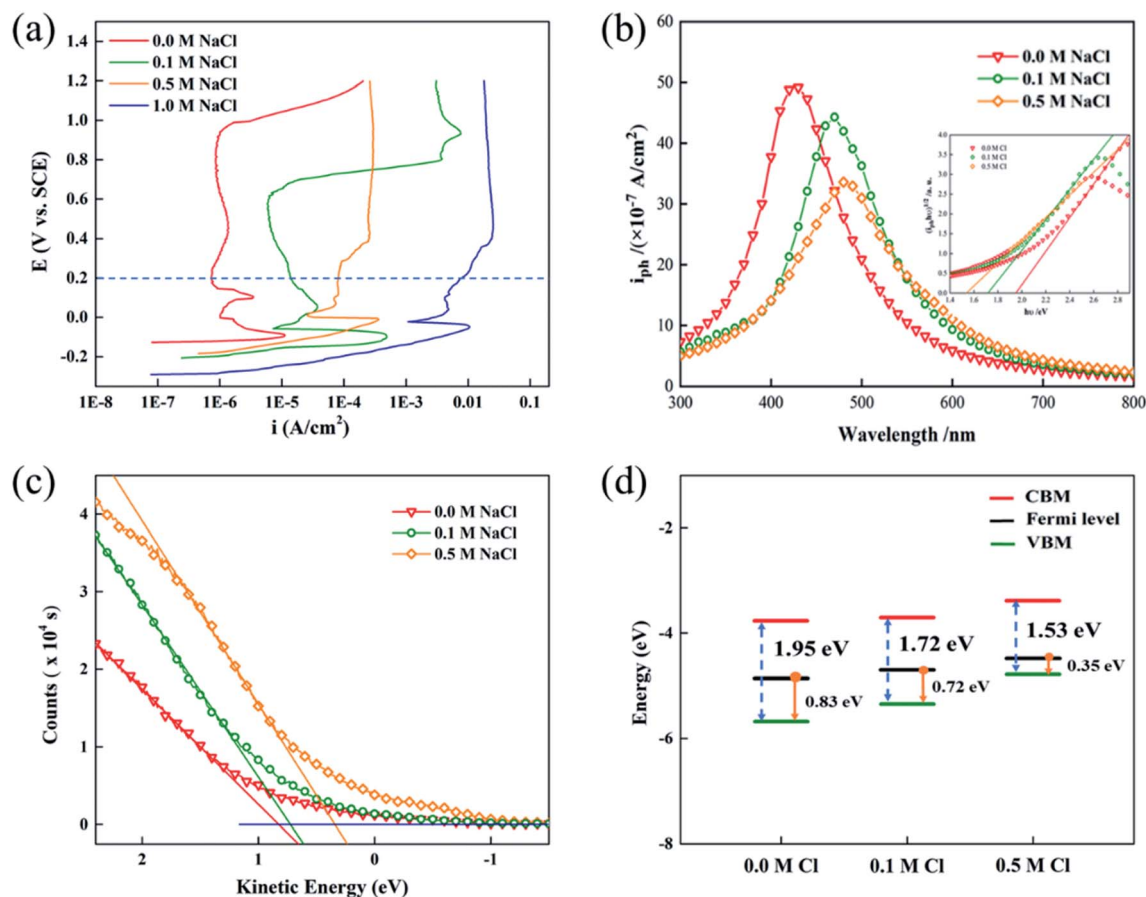 (a)
0.0 M NaCl
0.1 M NaCl
0.5 M NaCl
1.0 M NaCl
1.4
1.2
1.0
0.8
0.6
0.4
0.2
0.0
-0.2
-0.4
E (V vs. SCE)
1E-8 1E-7 1E-6 1E-5 1E-4 1E-3 0.01 0.1
i (A/cm²)
(b)
0.0 M NaCl
0.1 M NaCl
0.5 M NaCl
60
50
40
30
20
10
0
iₚₕ /(×10⁻⁷ A/cm²)
300 400 500 600 700 800
Wavelength /nm
0.0 M Cl
0.1 M Cl
0.5 M Cl
4.0
3.5
3.0
2.5
2.0
1.5
1.0
0.5
0.0
(iₚₕhυ)¹ᐟ² /a. u.
1.4 1.6 1.8 2.0 2.2 2.4 2.6 2.8
hυ /eV
(c)
0.0 M NaCl
0.1 M NaCl
0.5 M NaCl
4
3
2
1
0
Counts ( x 10⁴ s)
2 1 0 -1
Kinetic Energy (eV)
(d)
CBM
Fermi level
VBM
-2
-4
-6
-8
Energy (eV)
1.95 eV
0.83 eV
1.72 eV
0.72 eV
1.53 eV
0.35 eV
0.0 M Cl 0.1 M Cl 0.5 M Cl